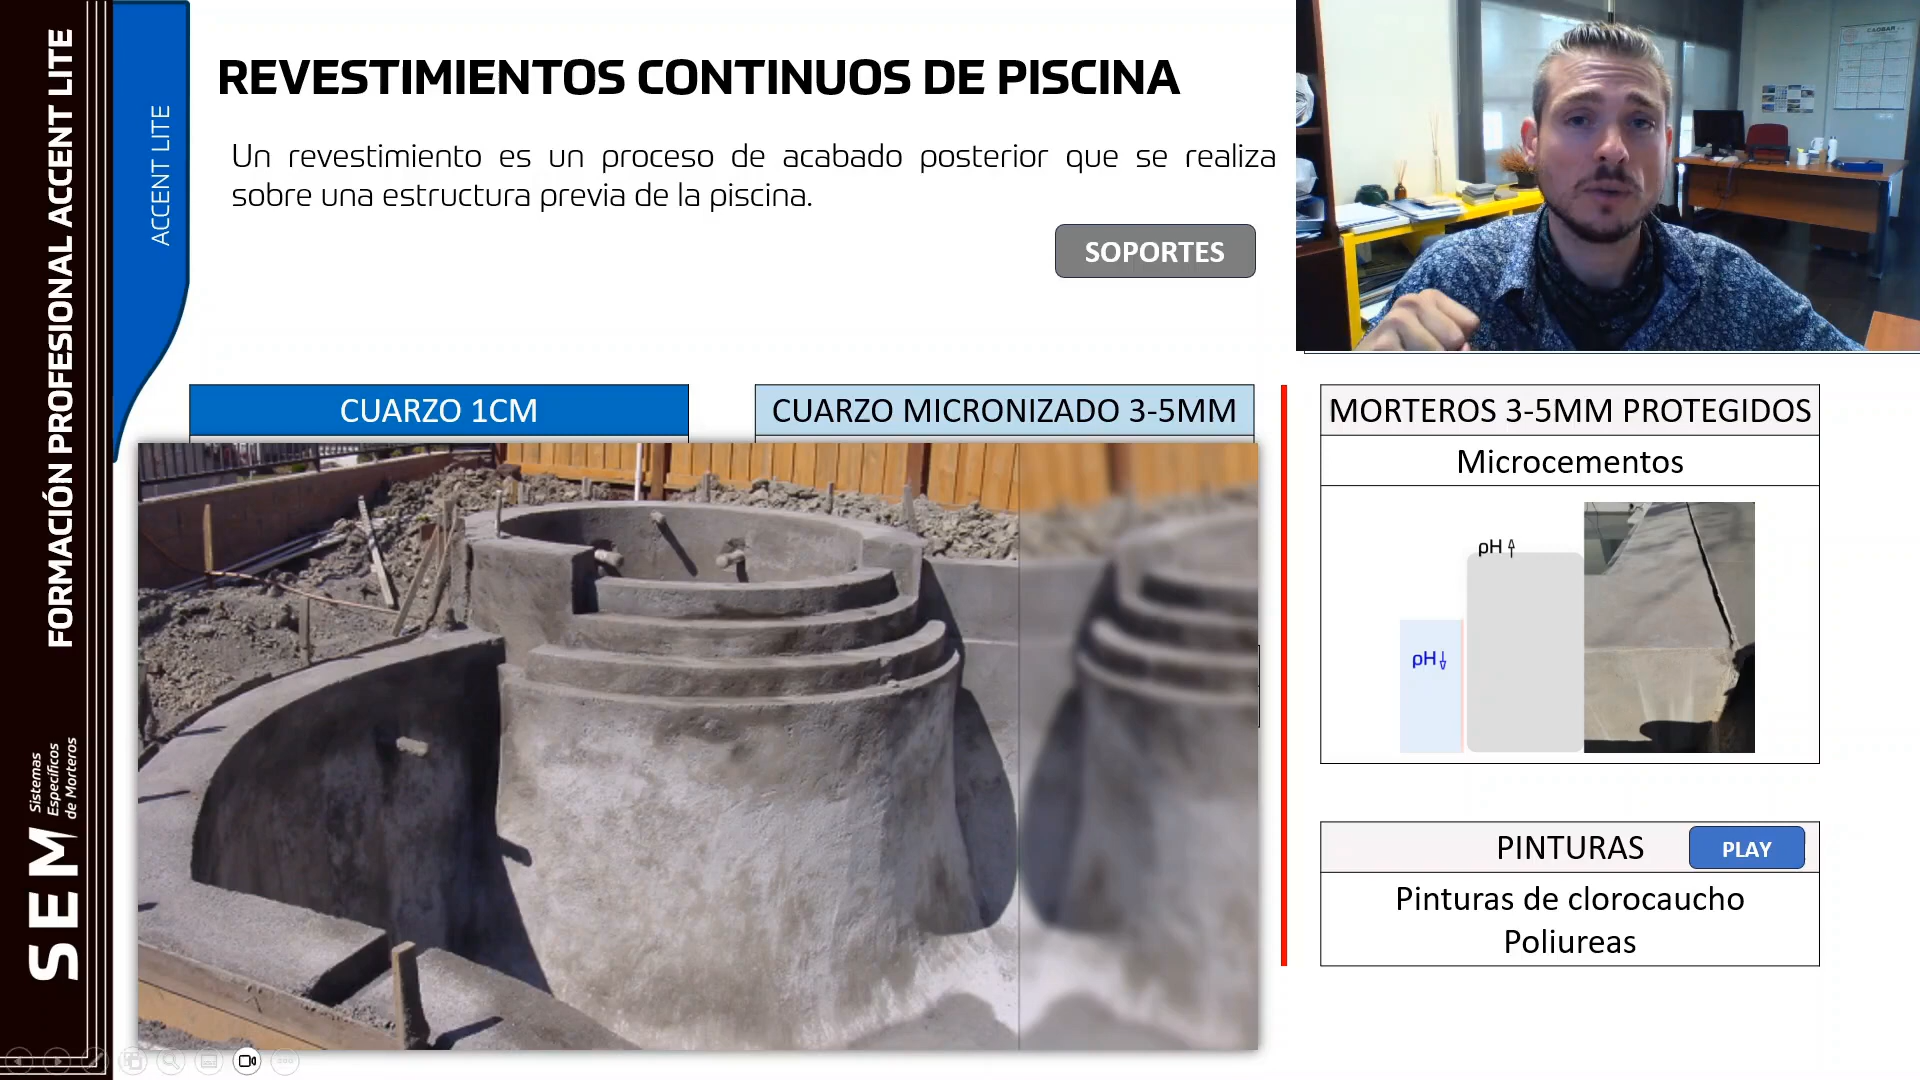 FORMACIÓN PROFESIONAL ACCENT LITE
SEM
Sistemas
Específicos
de Morteros
ACCENT LITE
REVESTIMIENTOS CONTINUOS DE PISCINA
Un revestimiento es un proceso de acabado posterior que se realiza
sobre una estructura previa de la piscina.
SOPORTES
CUARZO 1CM
CUARZO MICRONIZADO 3-5MM
MORTEROS 3-5MM PROTEGIDOS
Microcementos
pH
pH
PINTURAS
PLAY
Pinturas de clorocaucho
Poliureas